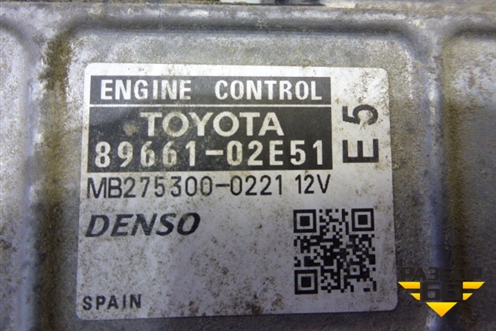 ENGINE CONTROL
TOYOTA
89661-02E51
E5
MB275300-0221 12V
DENSO
SPAIN